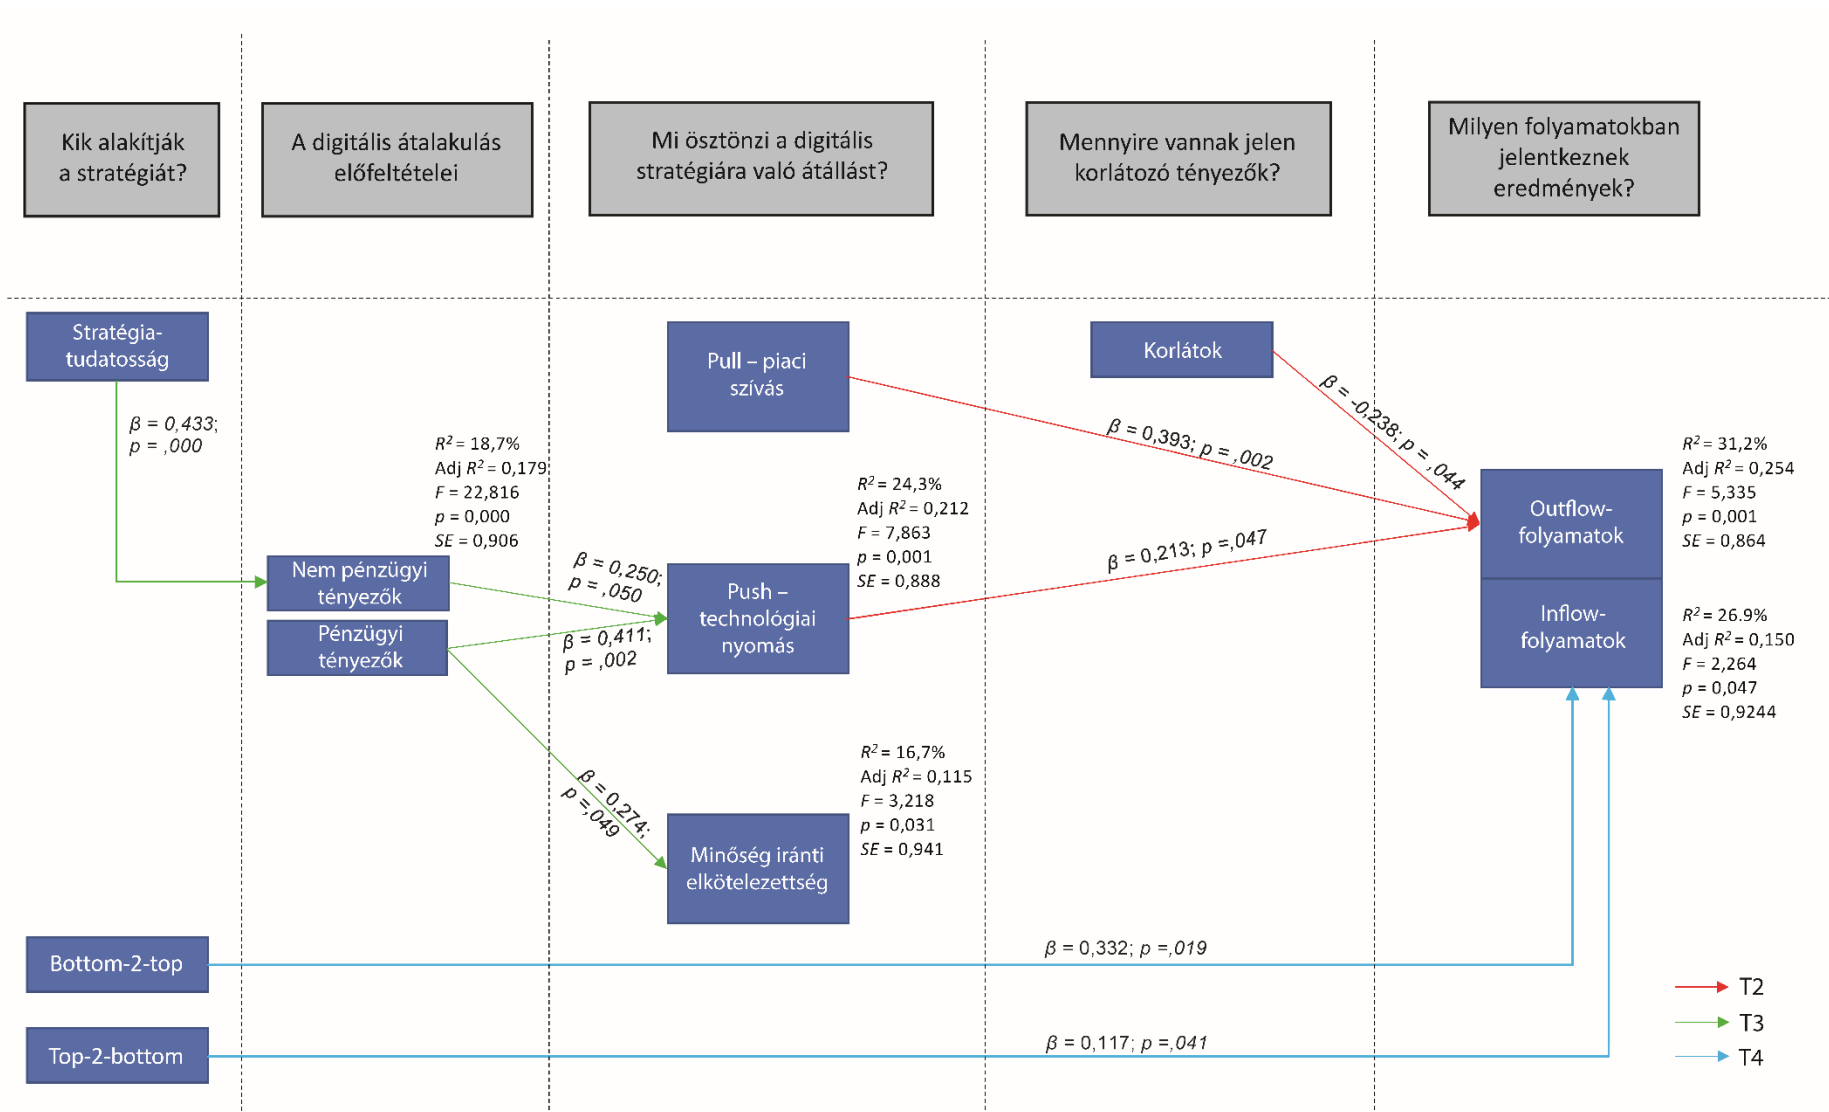 Kik alakítják
a stratégiát?
A digitális átalakulás
előfeltételei
Mi ösztönzi a digitális
stratégiára való átállást?
Mennyire vannak jelen
korlátozó tényezők?
Milyen folyamatokban
jelentkeznek
eredmények?
Stratégia-
tudatosság
β = 0,433;
p = ,000
R² = 18,7%
Adj R² = 0,179
F = 22,816
p = 0,000
SE = 0,906
Nem pénzügyi
tényezők
Pénzügyi
tényezők
β = 0,250;
p = ,050
β = 0,411;
p = ,002
β = 0,274;
p =,049
Pull – piaci
szívás
R² = 24,3%
Adj R² = 0,212
F = 7,863
p = 0,001
SE = 0,888
Push –
technológiai
nyomás
R² = 16,7%
Adj R² = 0,115
F = 3,218
p = 0,031
SE = 0,941
Minőség iránti
elkötelezettség
Korlátok
β = -0,238; p = ,044
β = 0,393; p = ,002
β = 0,213; p =,047
Outflow-
folyamatok
R² = 31,2%
Adj R² = 0,254
F = 5,335
p = 0,001
SE = 0,864
Inflow-
folyamatok
R² = 26.9%
Adj R² = 0,150
F = 2,264
p = 0,047
SE = 0,9244
Bottom-2-top
β = 0,332; p =,019
Top-2-bottom
β = 0,117; p =,041
T2
T3
T4